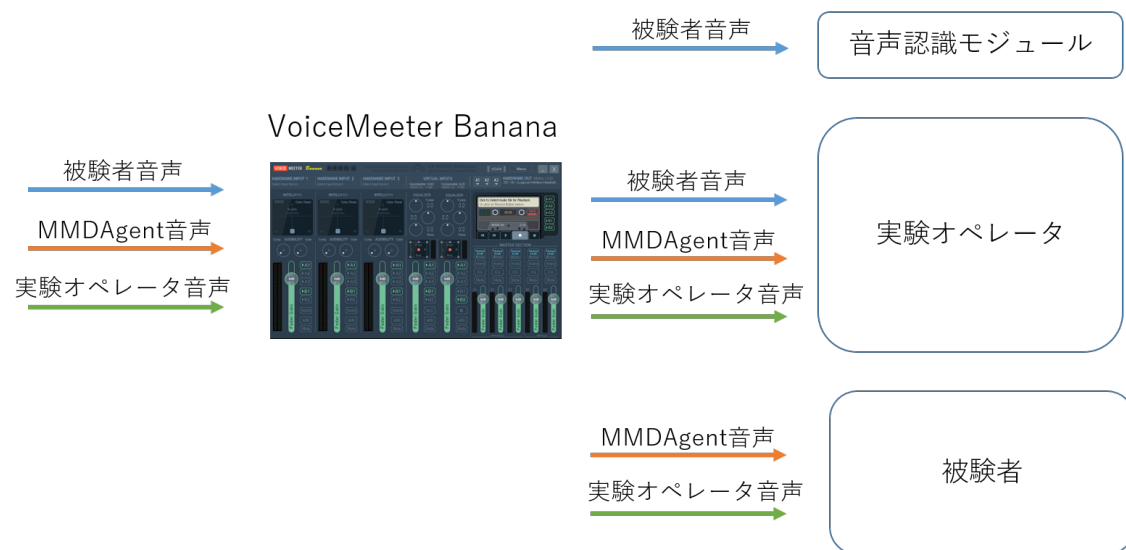 被験者音声
音声認識モジュール
VoiceMeeter Banana
被験者音声
MMDAgent音声
実験オペレータ音声
被験者音声
MMDAgent音声
実験オペレータ音声
実験オペレータ
MMDAgent音声
実験オペレータ音声
被験者